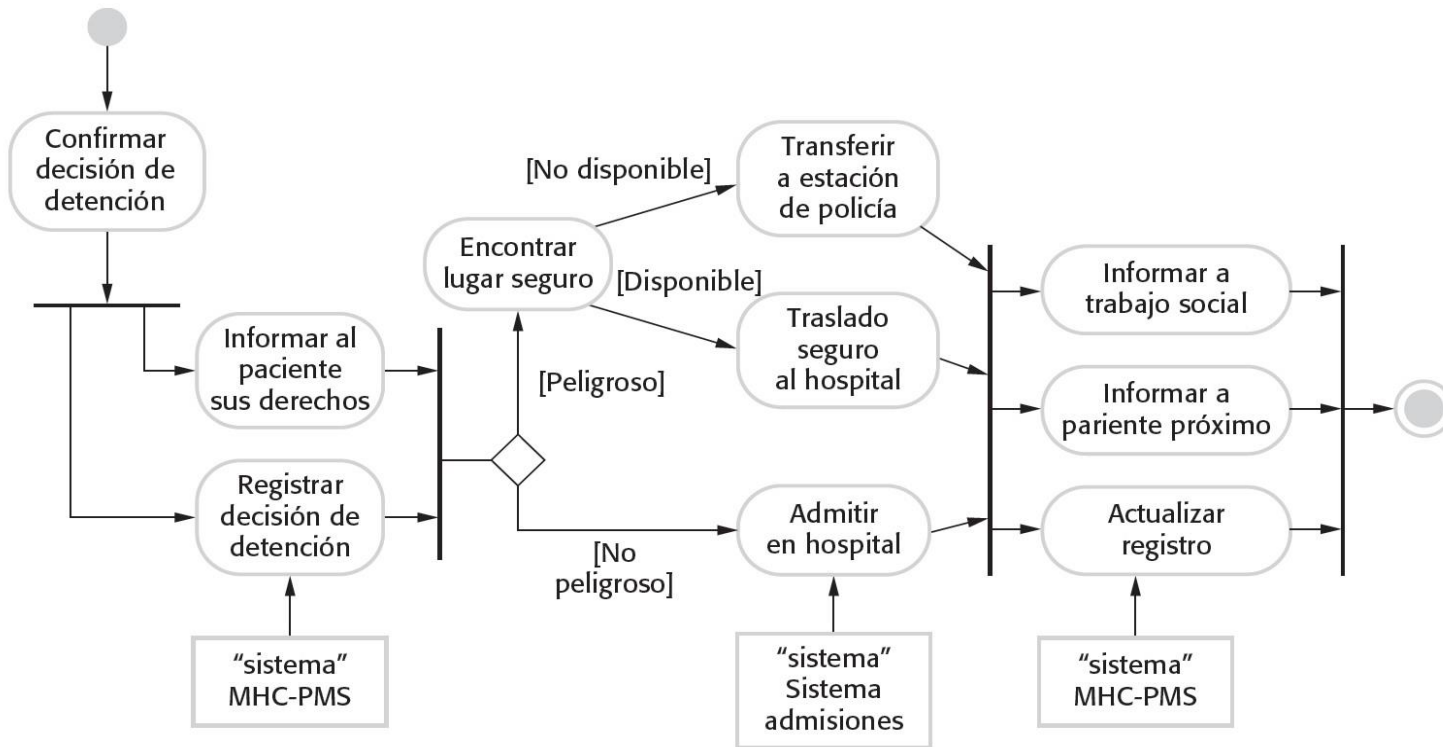 Confirmar
decisión de
detención
Informar al
paciente
sus derechos
Registrar
decisión de
detención
“sistema”
MHC-PMS
Encontrar
lugar seguro
[Peligroso]
[No
peligroso]
[No disponible]
[Disponible]
Transferir
a estación
de policía
Traslado
seguro
al hospital
Admitir
en hospital
“sistema”
Sistema
admisiones
Informar a
trabajo social
Informar a
pariente próximo
Actualizar
registro
“sistema”
MHC-PMS